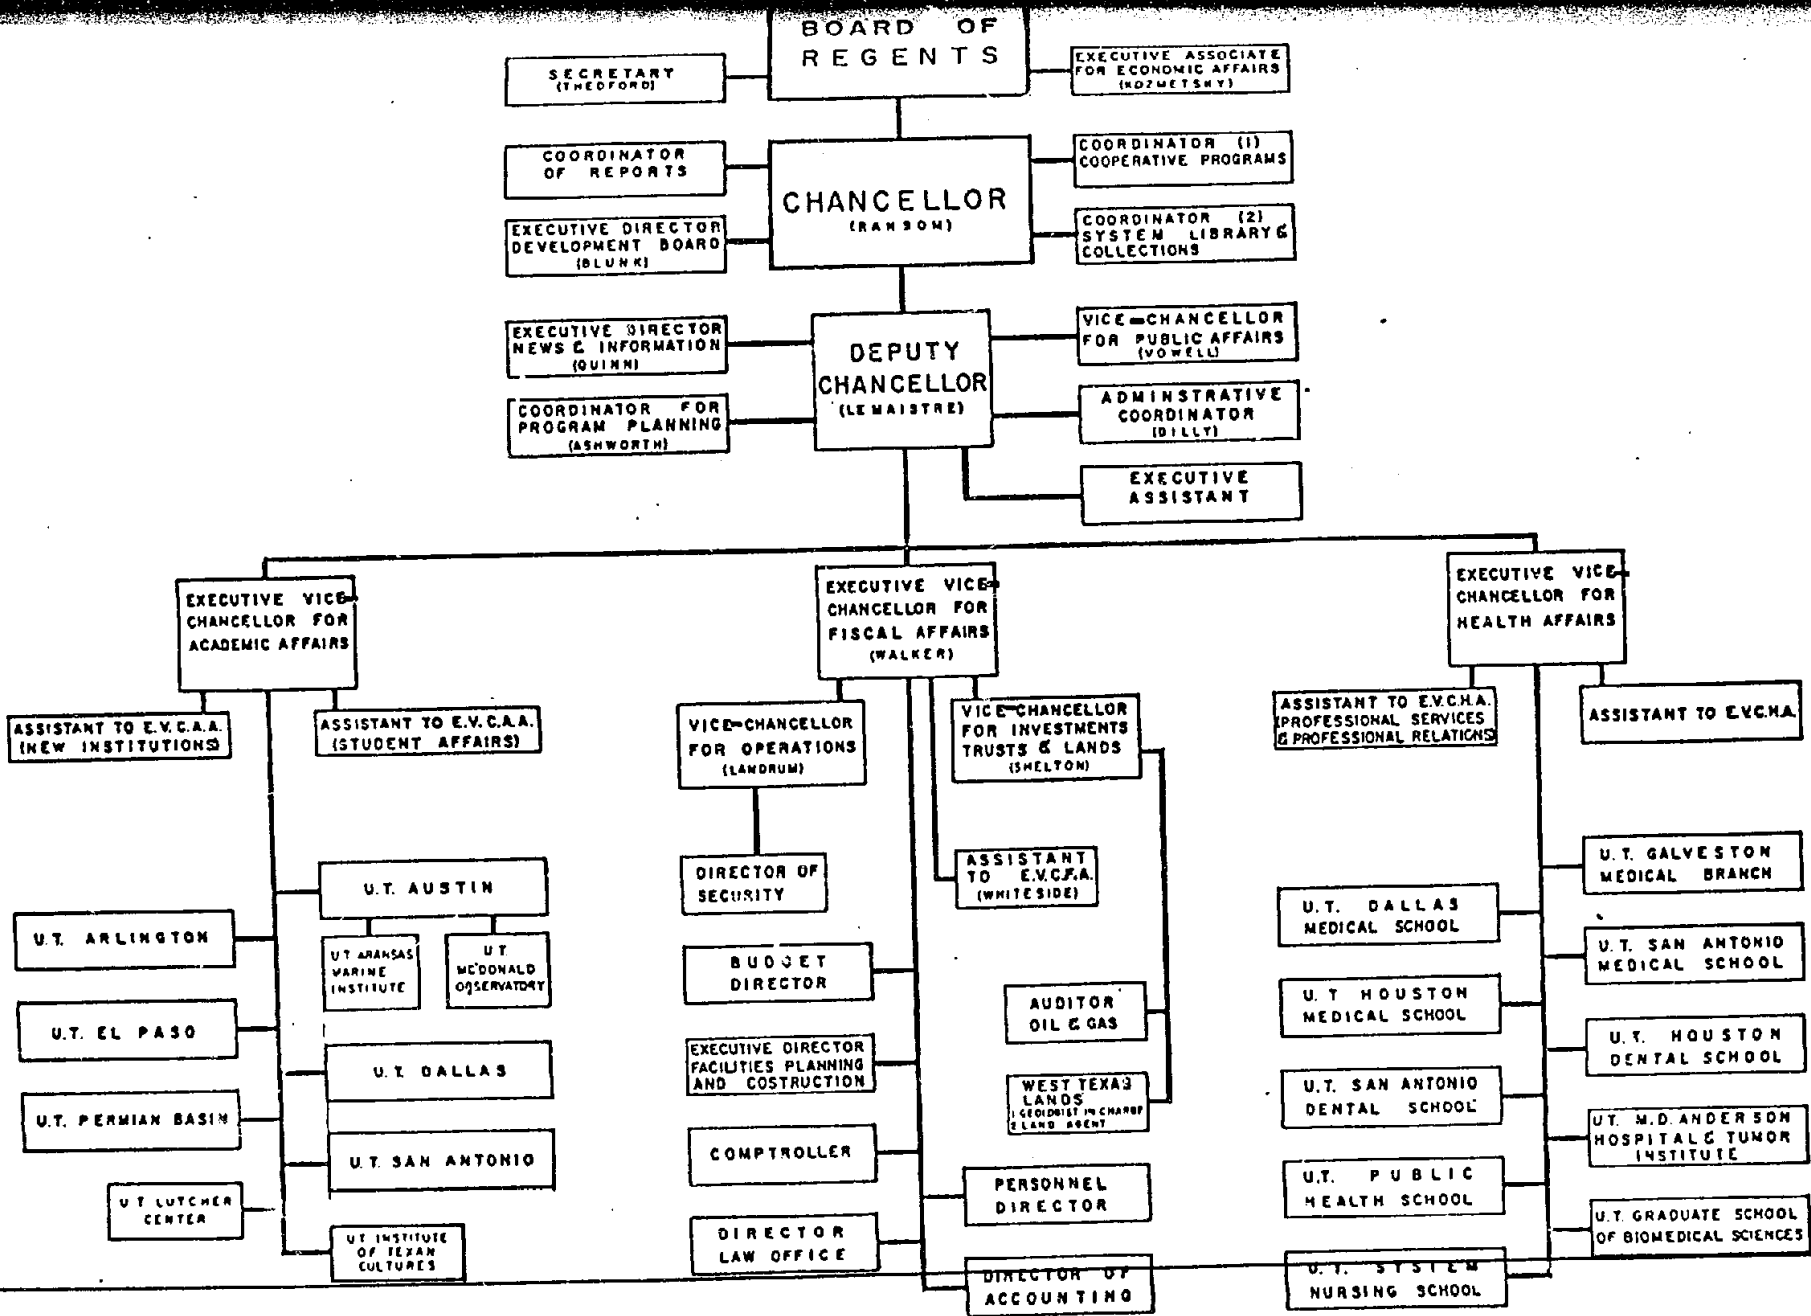 BOARD OF
REGENTS
SECRETARY
(THEDFORD)
EXECUTIVE ASSOCIATE
FOR ECONOMIC AFFAIRS
(KOZMETSKY)
COORDINATOR
OF REPORTS
COORDINATOR (1)
COOPERATIVE PROGRAMS
CHANCELLOR
(RANSOM)
EXECUTIVE DIRECTOR
DEVELOPMENT BOARD
(BLUNK)
COORDINATOR (2)
SYSTEM LIBRARY &
COLLECTIONS
EXECUTIVE DIRECTOR
NEWS & INFORMATION
(QUINN)
VICE-CHANCELLOR
FOR PUBLIC AFFAIRS
(VOWELL)
DEPUTY
CHANCELLOR
(LEMAISTRE)
COORDINATOR FOR
PROGRAM PLANNING
(ASHWORTH)
ADMINSTRATIVE
COORDINATOR
(DILLY)
EXECUTIVE
ASSISTANT
EXECUTIVE VICE-
CHANCELLOR FOR
ACADEMIC AFFAIRS
EXECUTIVE VICE-
CHANCELLOR FOR
FISCAL AFFAIRS
(WALKER)
EXECUTIVE VICE-
CHANCELLOR FOR
HEALTH AFFAIRS
ASSISTANT TO E.V.C.A.A.
(NEW INSTITUTIONS)
ASSISTANT TO E.V.C.A.A.
(STUDENT AFFAIRS)
VICE-CHANCELLOR
FOR OPERATIONS
(LANDRUM)
VICE-CHANCELLOR
FOR INVESTMENTS
TRUSTS & LANDS
(SHELTON)
ASSISTANT TO E.V.C.H.A.
(PROFESSIONAL SERVICES
& PROFESSIONAL RELATIONS)
ASSISTANT TO E.V.C.H.A.
U.T. AUSTIN
DIRECTOR OF
SECURITY
ASSISTANT
TO E.V.C.F.A.
(WHITESIDE)
U.T. GALVESTON
MEDICAL BRANCH
U.T. ARLINGTON
U.T. ARANSAS
MARINE
INSTITUTE
U.T.
MCDONALD
OBSERVATORY
BUDGET
DIRECTOR
U.T. DALLAS
MEDICAL SCHOOL
U.T. SAN ANTONIO
MEDICAL SCHOOL
U.T. EL PASO
AUDITOR
OIL & GAS
U.T HOUSTON
MEDICAL SCHOOL
U.T. HOUSTON
DENTAL SCHOOL
U.T. DALLAS
EXECUTIVE DIRECTOR
FACILITIES PLANNING
AND COSTRUCTION
WEST TEXAS
LANDS
1 GEOLOGIST IN CHARGE
2 LAND AGENT
U.T. SAN ANTONIO
DENTAL SCHOOL
U.T. PERMIAN BASIN
U.T. SAN ANTONIO
COMPTROLLER
U.T. M.D. ANDERSON
HOSPITAL & TUMOR
INSTITUTE
U.T. LUTCHER
CENTER
PERSONNEL
DIRECTOR
U.T. PUBLIC
HEALTH SCHOOL
U.T. INSTITUTE
OF TEXAN
CULTURES
DIRECTOR
LAW OFFICE
U.T. GRADUATE SCHOOL
OF BIOMEDICAL SCIENCES
DIRECTOR OF
ACCOUNTING
U.T. SYSTEM
NURSING SCHOOL